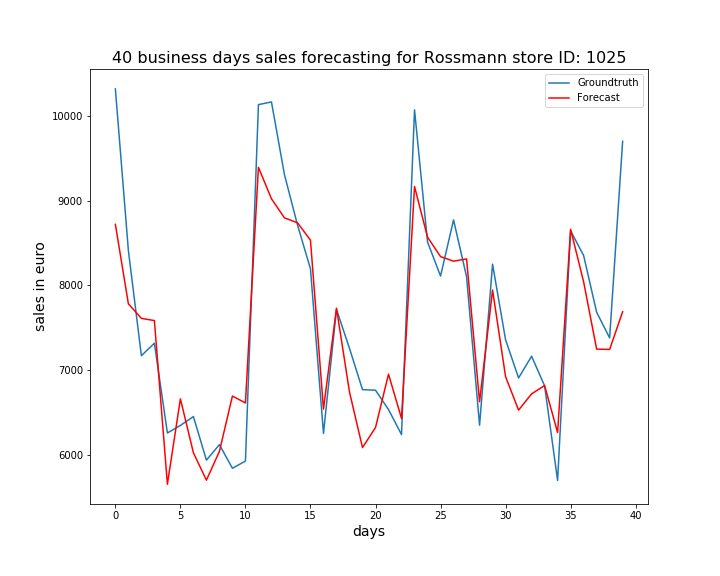 40 business days sales forecasting for Rossmann store ID: 1025
Groundtruth
Forecast
10000
9000
8000
7000
6000
sales in euro
0 5 10 15 20 25 30 35 40
days